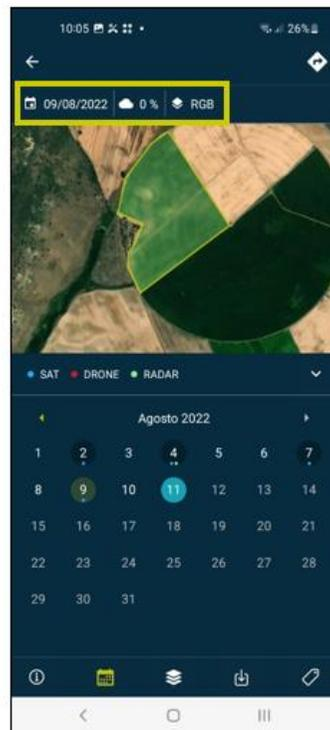 10:05 26%
09/08/2022 0 % RGB
SAT DRONE RADAR
Agosto 2022
1 2 3 4 5 6 7
8 9 10 11 12 13 14
15 16 17 18 19 20 21
22 23 24 25 26 27 28
29 30 31